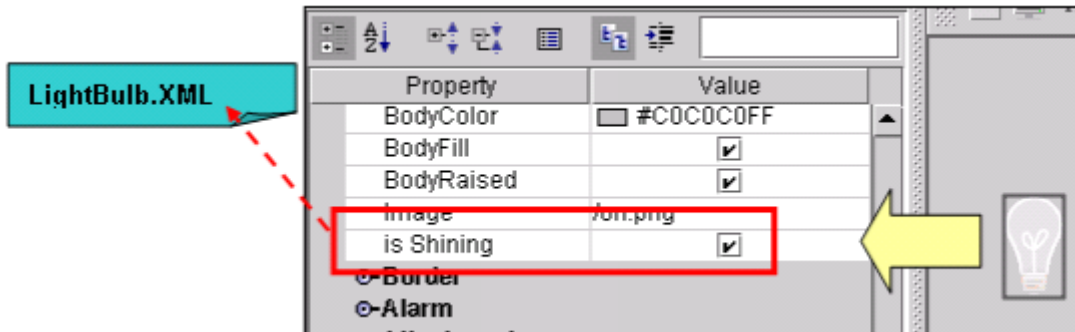 LightBulb.XML
Property Value
BodyColor #C0C0C0FF
BodyFill
BodyRaised
Image /on.png
is Shining
Border
Alarm